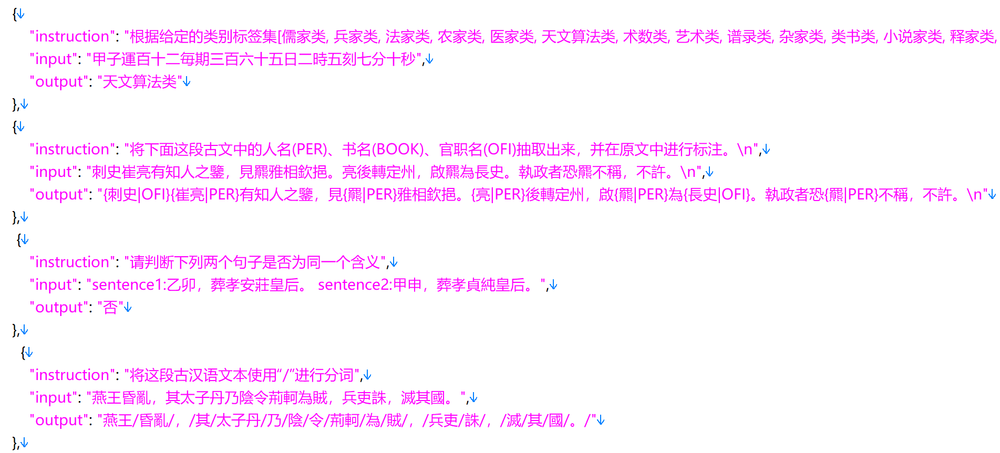 {↓
"instruction": "根据给定的类别标签集[儒家类, 兵家类, 法家类, 农家类, 医家类, 天文算法类, 术数类, 艺术类, 谱录类, 杂家类, 类书类, 小说家类, 释家类,
"input": "甲子運百十二每期三百六十五日二時五刻七分十秒",↓
"output": "天文算法类"↓
},↓
{↓
"instruction": "将下面这段古文中的人名(PER)、书名(BOOK)、官职名(OFI)抽取出来，并在原文中进行标注。\n",↓
"input": "刺史崔亮有知人之鑒，見羆雅相欽挹。亮後轉定州，啟羆為長史。執政者恐羆不稱，不許。\n",↓
"output": "{刺史|OFI}{崔亮|PER}有知人之鑒，見{羆|PER}雅相欽挹。{亮|PER}後轉定州，啟{羆|PER}為{長史|OFI}。執政者恐{羆|PER}不稱，不許。\n"↓
},↓
{↓
"instruction": "请判断下列两个句子是否为同一个含义",↓
"input": "sentence1:乙卯，葬孝安莊皇后。 sentence2:甲申，葬孝貞純皇后。",↓
"output": "否"↓
},↓
{↓
"instruction": "将这段古汉语文本使用“/”进行分词",↓
"input": "燕王昏亂，其太子丹乃陰令荊軻為賊，兵吏誅，滅其國。",↓
"output": "燕王/昏亂/，/其/太子丹/乃/陰/令/荊軻/為/賊/，/兵吏/誅/，/滅/其/國/。/"↓
},↓